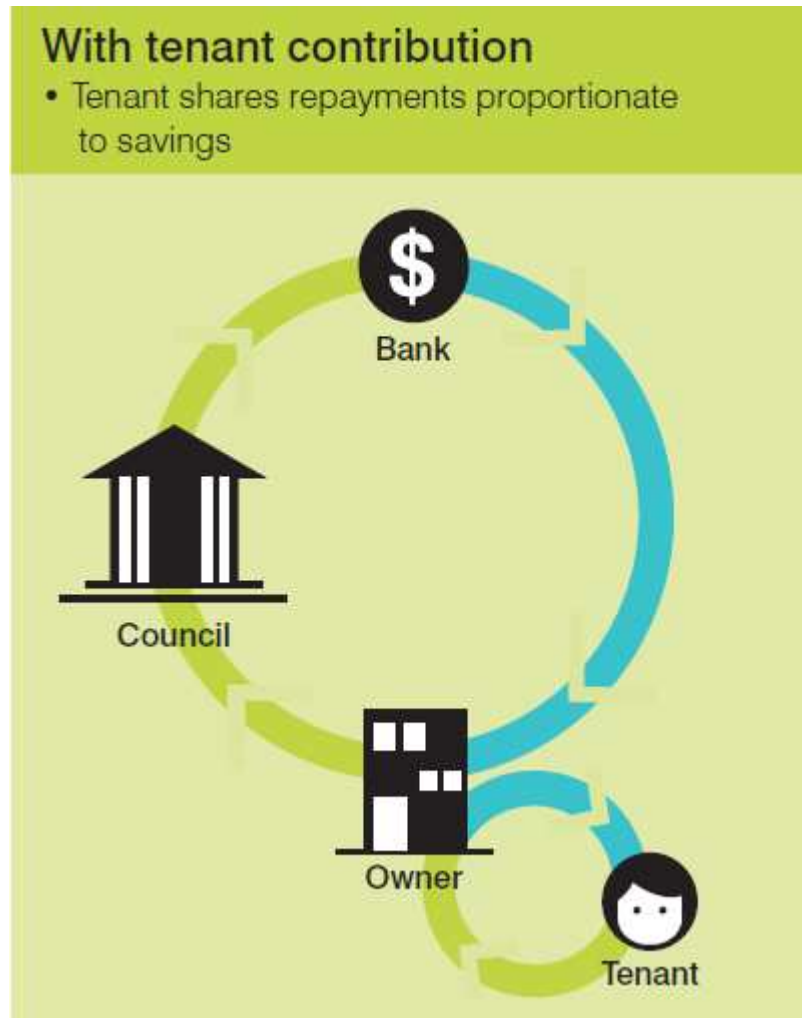 With tenant contribution
• Tenant shares repayments proportionate
to savings
$
Bank
Council
Owner
Tenant